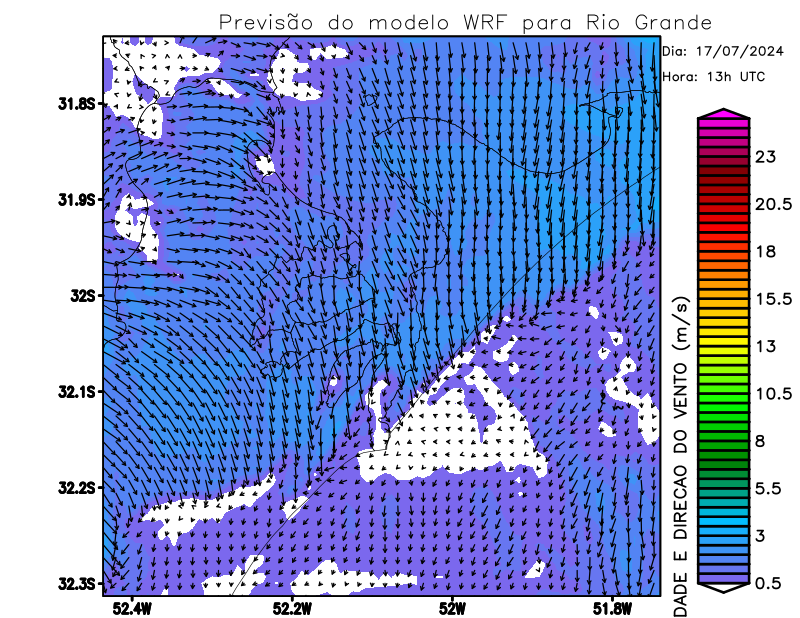 Previsão do modelo WRF para Rio Grande
Dia: 17/07/2024
Hora: 13h UTC
31.8S
31.9S
32S
32.1S
32.2S
32.3S
52.4W
52.2W
52W
51.8W
23
20.5
18
15.5
13
10.5
8
5.5
3
0.5
DADE E DIRECAO DO VENTO (m/s)